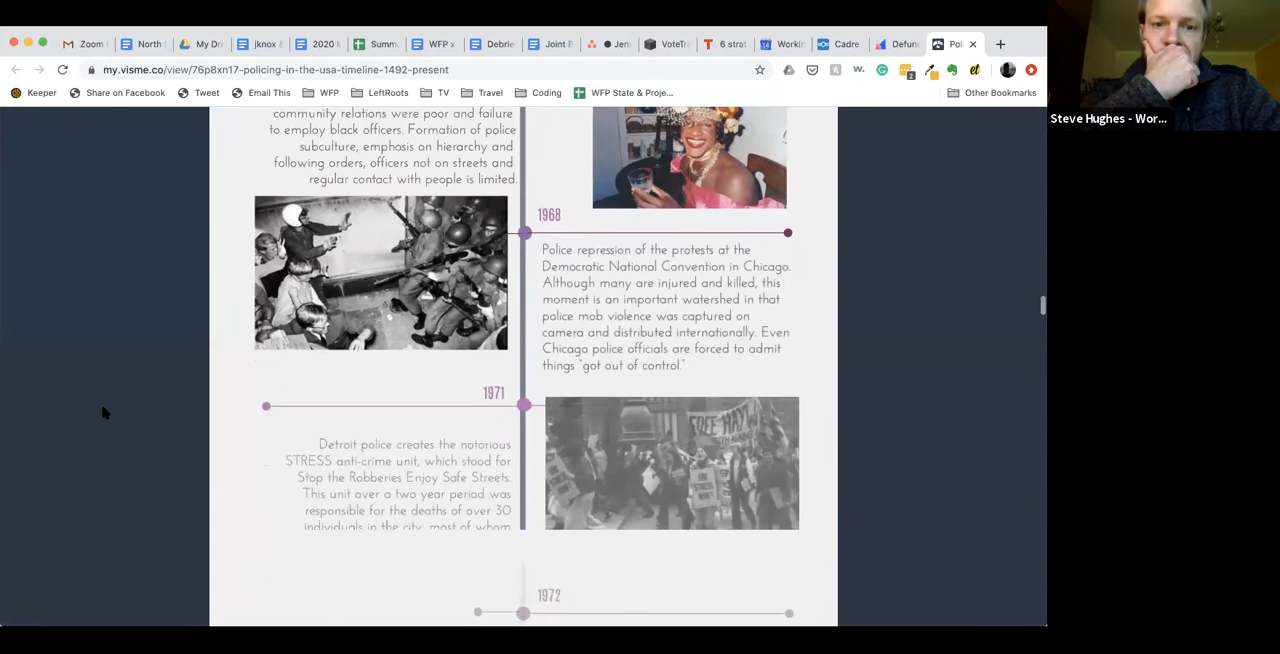 Zoom
North
My Dri
jknox &
2020 M
Summ
WFP x
Debrie
Joint P
Jen
VoteTr
6 strat
Workin
Cadre
Defund
Poli
my.visme.co/view/76p8xn17-policing-in-the-usa-timeline-1492-present
Keeper
Share on Facebook
Tweet
Email This
WFP
LeftRoots
TV
Travel
Coding
WFP State & Proje...
Other Bookmarks
Steve Hughes - Wor...
community relations were poor and failure
to employ black officers. Formation of police
subculture, emphasis on hierarchy and
following orders, officers not on streets and
regular contact with people is limited.
1968
Police repression of the protests at the
Democratic National Convention in Chicago.
Although many are injured and killed, this
moment is an important watershed in that
police mob violence was captured on
camera and distributed internationally. Even
Chicago police officials are forced to admit
things "got out of control."
1971
Detroit police creates the notorious
STRESS anti-crime unit, which stood for
Stop the Robberies Enjoy Safe Streets.
This unit over a two year period was
responsible for the deaths of over 30
individuals in the city, most of whom
FREE HAYW
1972